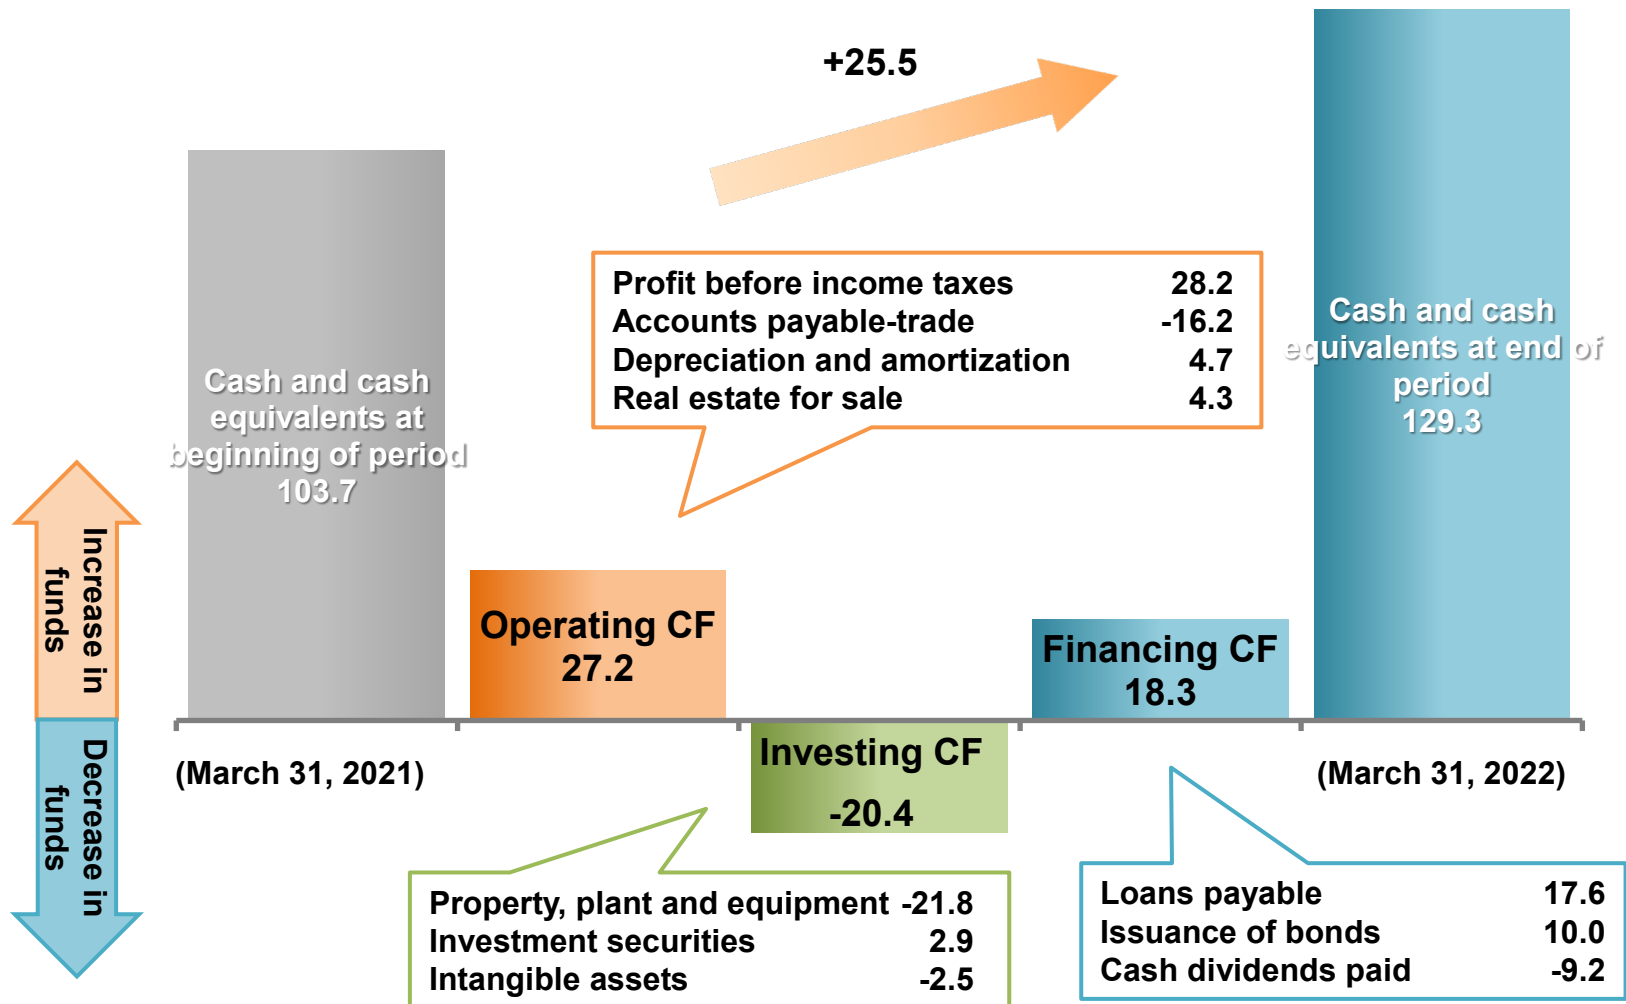 +25.5
Profit before income taxes 28.2
Accounts payable-trade -16.2
Depreciation and amortization 4.7
Real estate for sale 4.3
Cash and cash
equivalents at
beginning of period
103.7
Cash and cash
equivalents at end of
period
129.3
Increase in
funds
Decrease in
funds
Operating CF
27.2
Investing CF
-20.4
Financing CF
18.3
(March 31, 2021)
(March 31, 2022)
Property, plant and equipment -21.8
Investment securities 2.9
Intangible assets -2.5
Loans payable 17.6
Issuance of bonds 10.0
Cash dividends paid -9.2